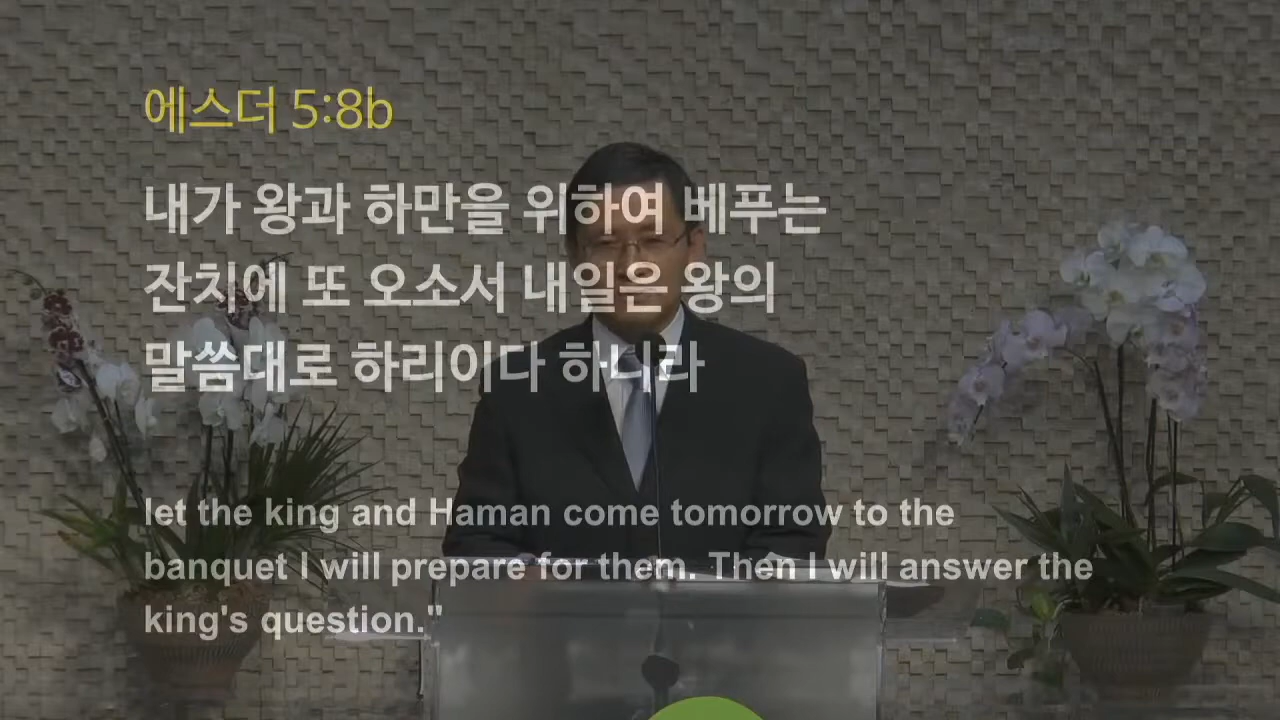 에스더 5:8b
내가 왕과 하만을 위하여 베푸는
잔치에 또 오소서 내일은 왕의
말씀대로 하리이다 하니라
let the king and Haman come tomorrow to the
banquet I will prepare for them. Then I will answer the
king's question."